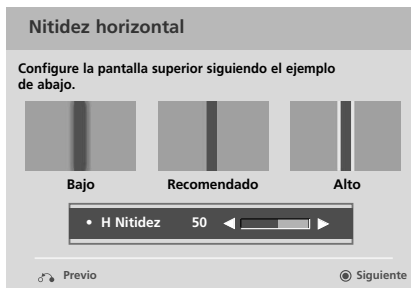 Nitidez horizontal
Configure la pantalla superior siguiendo el ejemplo
de abajo.
Bajo Recomendado Alto
• H Nitidez 50
Previo Siguiente